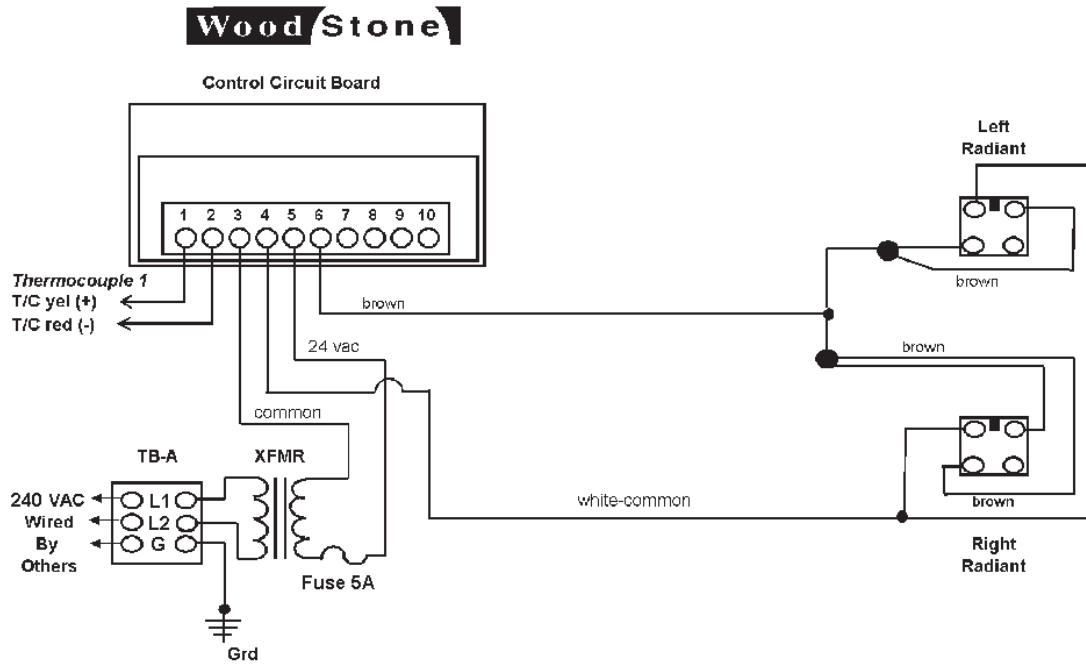 Wood Stone
Control Circuit Board
1 2 3 4 5 6 7 8 9 10
Thermocouple 1
T/C yel (+)
T/C red (-)
brown
24 vac
common
Left
Radiant
brown
brown
TB-A
XFMR
240 VAC
Wired
By
Others
L1
L2
G
Fuse 5A
Grd
white-common
brown
Right
Radiant